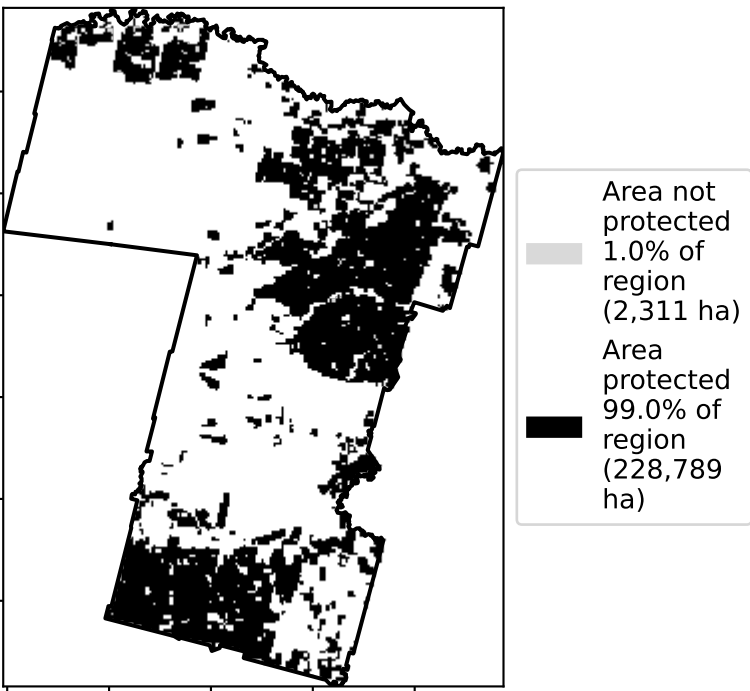 Area not
protected
1.0% of
region
(2,311 ha)
Area
protected
99.0% of
region
(228,789
ha)